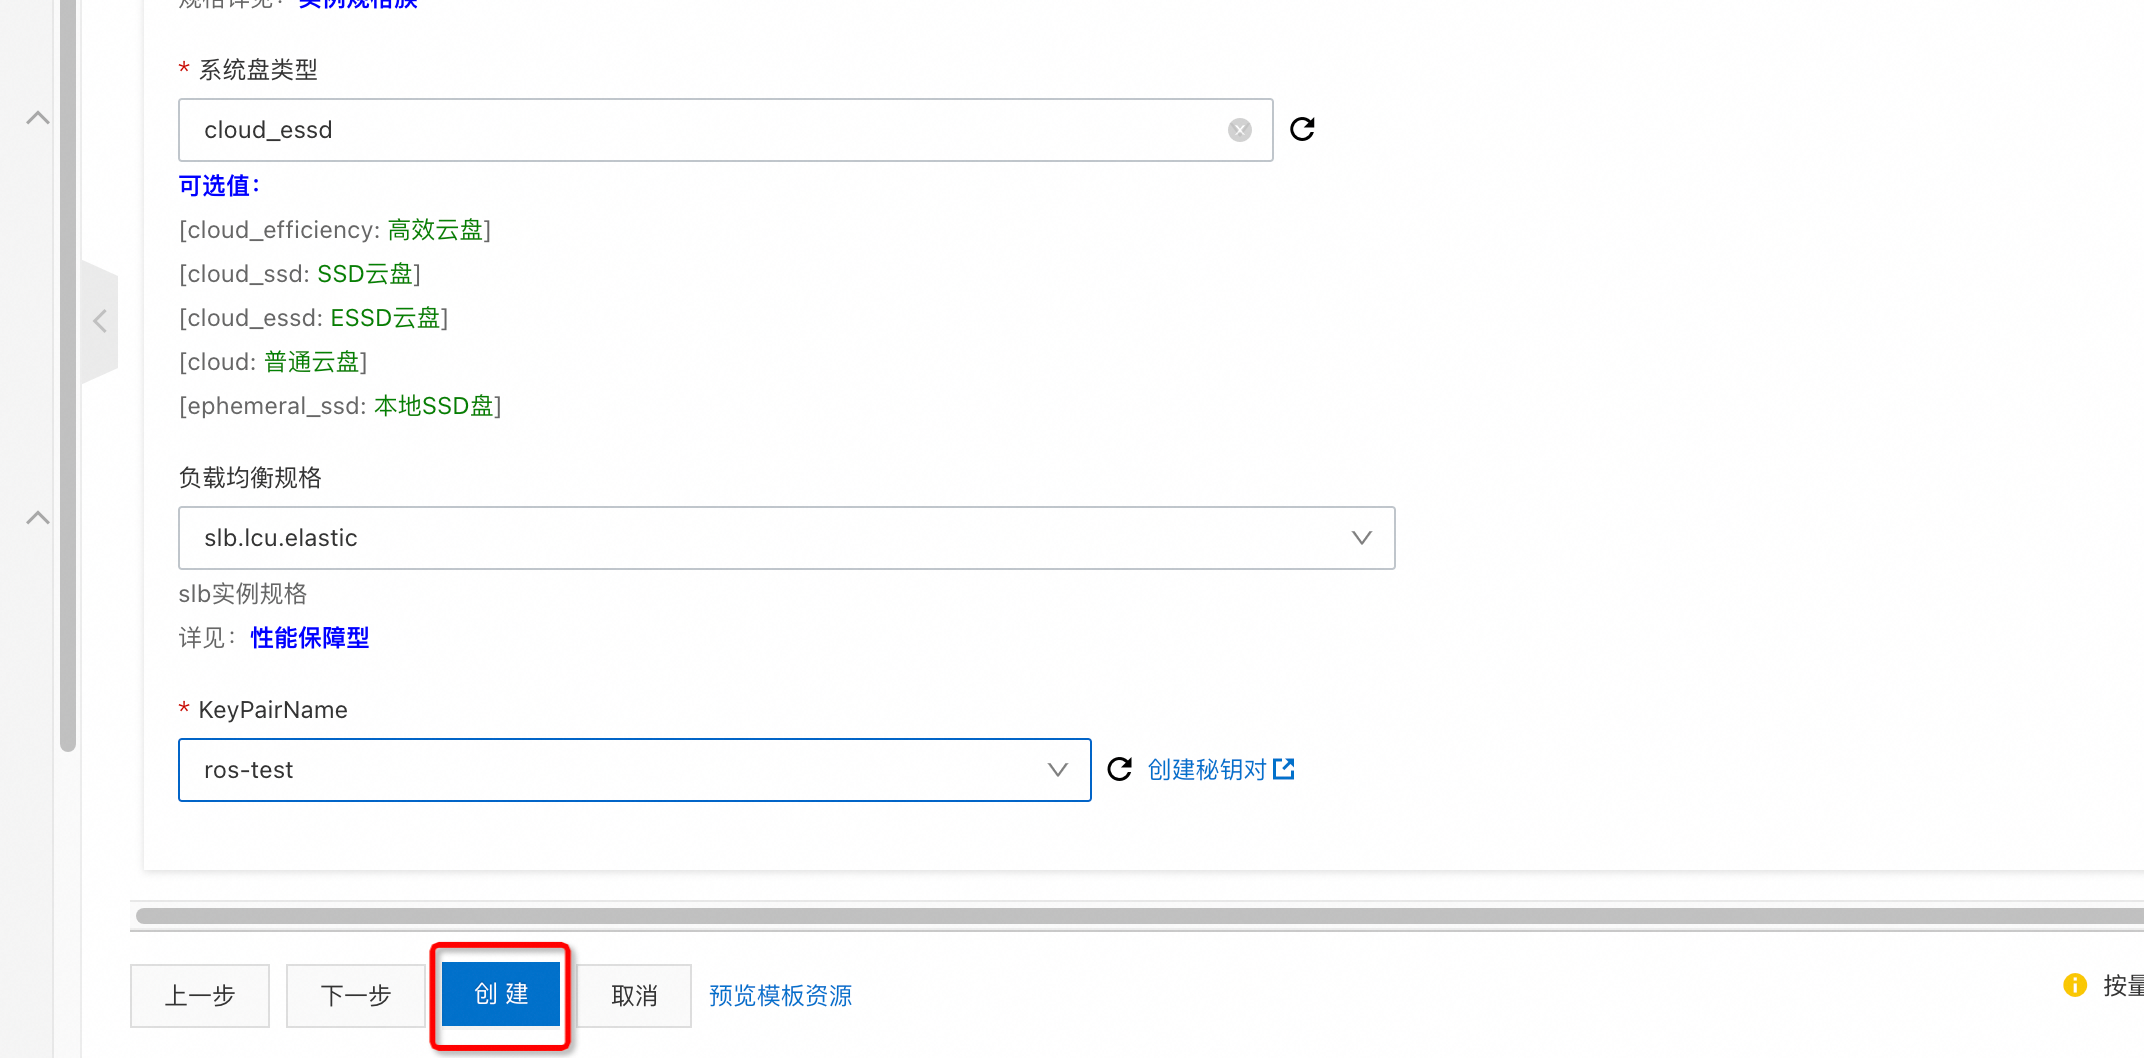 规格详见：实例规格族
* 系统盘类型
cloud_essd
可选值：
[cloud_efficiency: 高效云盘]
[cloud_ssd: SSD云盘]
[cloud_essd: ESSD云盘]
[cloud: 普通云盘]
[ephemeral_ssd: 本地SSD盘]
负载均衡规格
slb.lcu.elastic
slb实例规格
详见：性能保障型
* KeyPairName
ros-test
创建秘钥对
上一步 下一步 创 建 取消 预览模板资源 按量